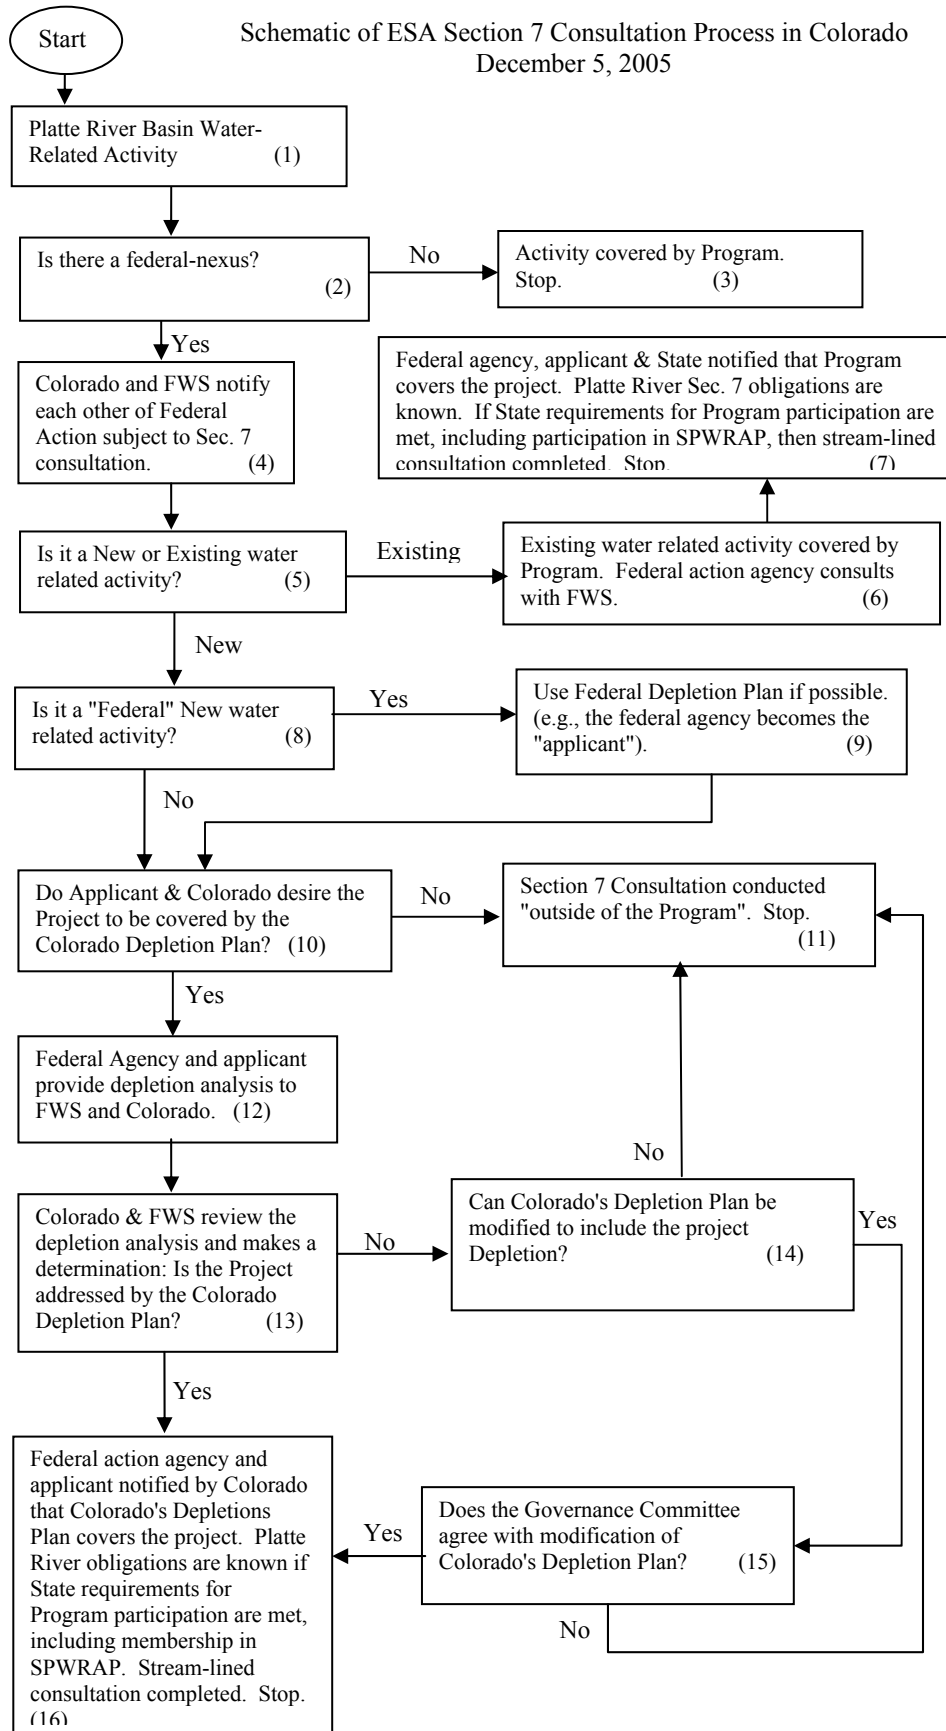 Start
Schematic of ESA Section 7 Consultation Process in Colorado
December 5, 2005
Platte River Basin Water-
Related Activity (1)
Is there a federal-nexus?
(2)
No
Activity covered by Program.
Stop. (3)
Yes
Colorado and FWS notify
each other of Federal
Action subject to Sec. 7
consultation. (4)
Federal agency, applicant & State notified that Program
covers the project. Platte River Sec. 7 obligations are
known. If State requirements for Program participation are
met, including participation in SPWRAP, then stream-lined
consultation completed. Stop. (7)
Is it a New or Existing water
related activity? (5)
Existing
Existing water related activity covered by
Program. Federal action agency consults
with FWS. (6)
New
Is it a "Federal" New water
related activity? (8)
Yes
Use Federal Depletion Plan if possible.
(e.g., the federal agency becomes the
"applicant"). (9)
No
Do Applicant & Colorado desire the
Project to be covered by the
Colorado Depletion Plan? (10)
No
Section 7 Consultation conducted
"outside of the Program". Stop.
(11)
Yes
Federal Agency and applicant
provide depletion analysis to
FWS and Colorado. (12)
No
Colorado & FWS review the
depletion analysis and makes a
determination: Is the Project
addressed by the Colorado
Depletion Plan? (13)
No
Can Colorado's Depletion Plan be
modified to include the project
Depletion? (14)
Yes
Yes
Federal action agency and
applicant notified by Colorado
that Colorado's Depletions
Plan covers the project. Platte
River obligations are known if
State requirements for
Program participation are met,
including membership in
SPWRAP. Stream-lined
consultation completed. Stop.
(16)
Yes
Does the Governance Committee
agree with modification of
Colorado's Depletion Plan? (15)
No